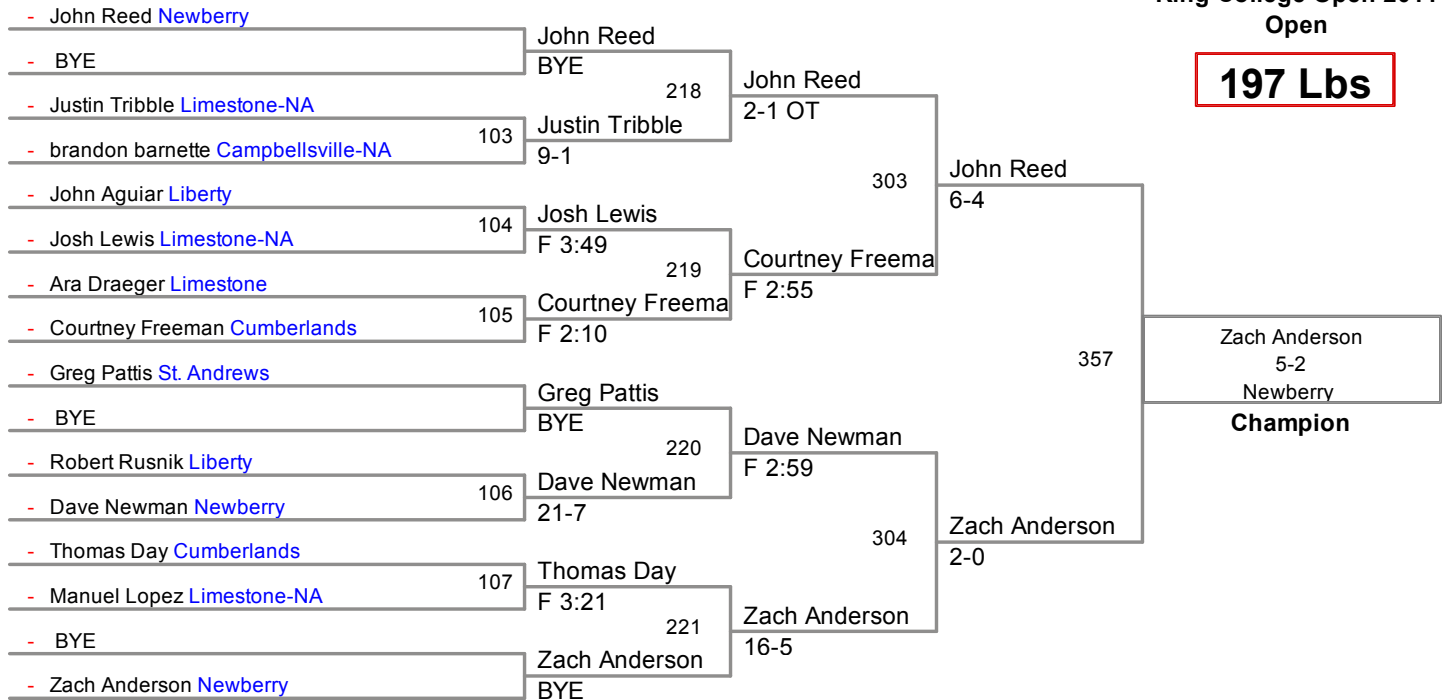 King College Open 2011
Open
197 Lbs
- John Reed Newberry
- BYE
- Justin Tribble Limestone-NA
- brandon barnette Campbellsville-NA
- John Aguiar Liberty
- Josh Lewis Limestone-NA
- Ara Draeger Limestone
- Courtney Freeman Cumberlands
- Greg Pattis St. Andrews
- BYE
- Robert Rusnik Liberty
- Dave Newman Newberry
- Thomas Day Cumberlands
- Manuel Lopez Limestone-NA
- BYE
- Zach Anderson Newberry
103
104
105
106
107
John Reed
BYE
Justin Tribble
9-1
Josh Lewis
F 3:49
Courtney Freema
F 2:10
Greg Pattis
BYE
Dave Newman
21-7
Thomas Day
F 3:21
Zach Anderson
BYE
218
219
220
221
John Reed
2-1 OT
Courtney Freema
F 2:55
Dave Newman
F 2:59
Zach Anderson
16-5
303
304
John Reed
6-4
Zach Anderson
2-0
357
Zach Anderson
5-2
Newberry
Champion